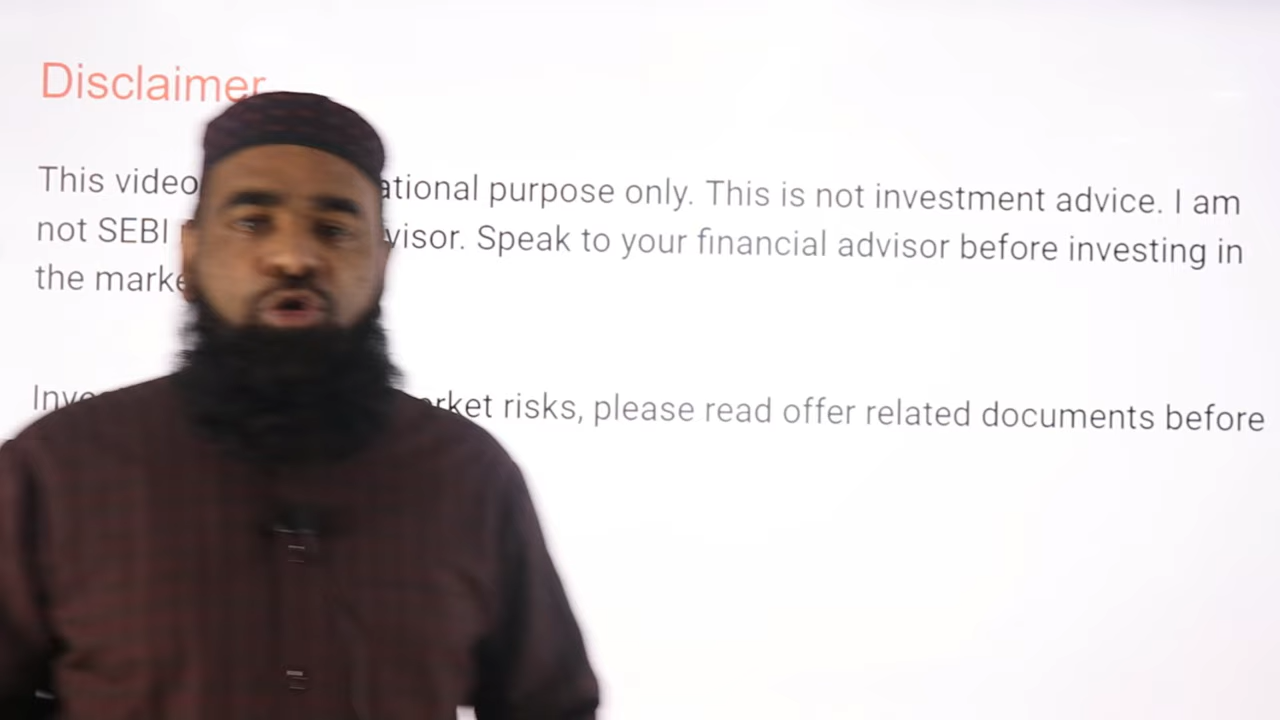 Disclaimer
This video ational purpose only. This is not investment advice. I am
not SEBI visor. Speak to your financial advisor before investing in
the marke
Inve rket risks, please read offer related documents before